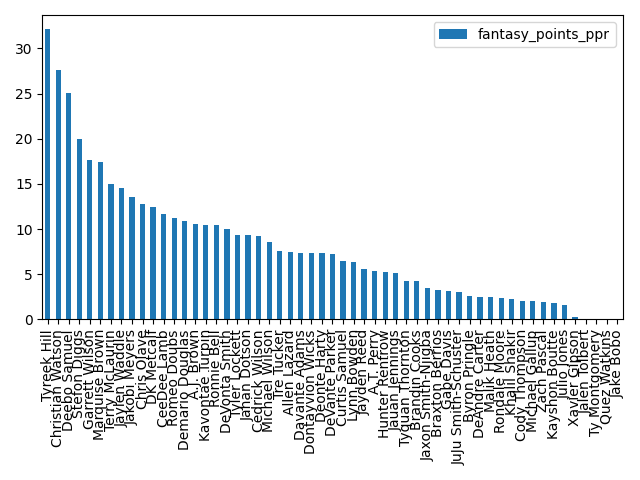 fantasy_points_ppr
30
25
20
15
10
5
0
Tyreek Hill
Christian Watson
Deebo Samuel
Stefon Diggs
Garrett Wilson
Marquise Brown
Terry McLaurin
Jaylen Waddle
Jakobi Meyers
Chris Olave
DK Metcalf
CeeDee Lamb
Romeo Doubs
Demario Douglas
A.J. Brown
Kavontae Turpin
Ronnie Bell
DeVonta Smith
Tyler Lockett
Jahan Dotson
Cedrick Wilson
Michael Wilson
Tre Tucker
Allen Lazard
Davante Adams
Dontayvion Wicks
Deonte Harty
DeVante Parker
Curtis Samuel
Lynn Bowden
Jayden Reed
A.T. Perry
Hunter Renfrow
Jauan Jennings
Tyquan Thornton
Brandin Cooks
Jaxon Smith-Njigba
Braxton Berrios
Gabe Davis
JuJu Smith-Schuster
Byron Pringle
DeAndre Carter
Malik Heath
Rondale Moore
Khalil Shakir
Cody Thompson
Michael Gallup
Zach Pascal
Kayshon Boutte
Julio Jones
Xavier Gipson
Jalen Tolbert
Ty Montgomery
Quez Watkins
Jake Bobo